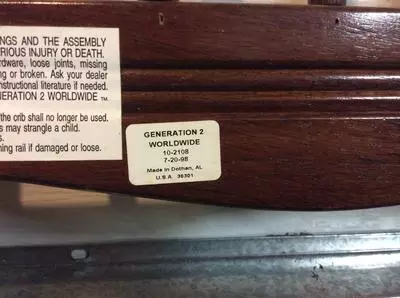 NGS AND THE ASSEMBLY
RIOUS INJURY OR DEATH.
rdware, loose joints, missing
ng or broken. Ask your dealer
nstructional literature if needed.
NERATION 2 WORLDWIDE ™
the crib shall no longer be used.
s may strangle a child.
s.
ning rail if damaged or loose.
GENERATION 2
WORLDWIDE
10-2108
7-20-98
Made In Dothan, AL
U.S.A. 36301